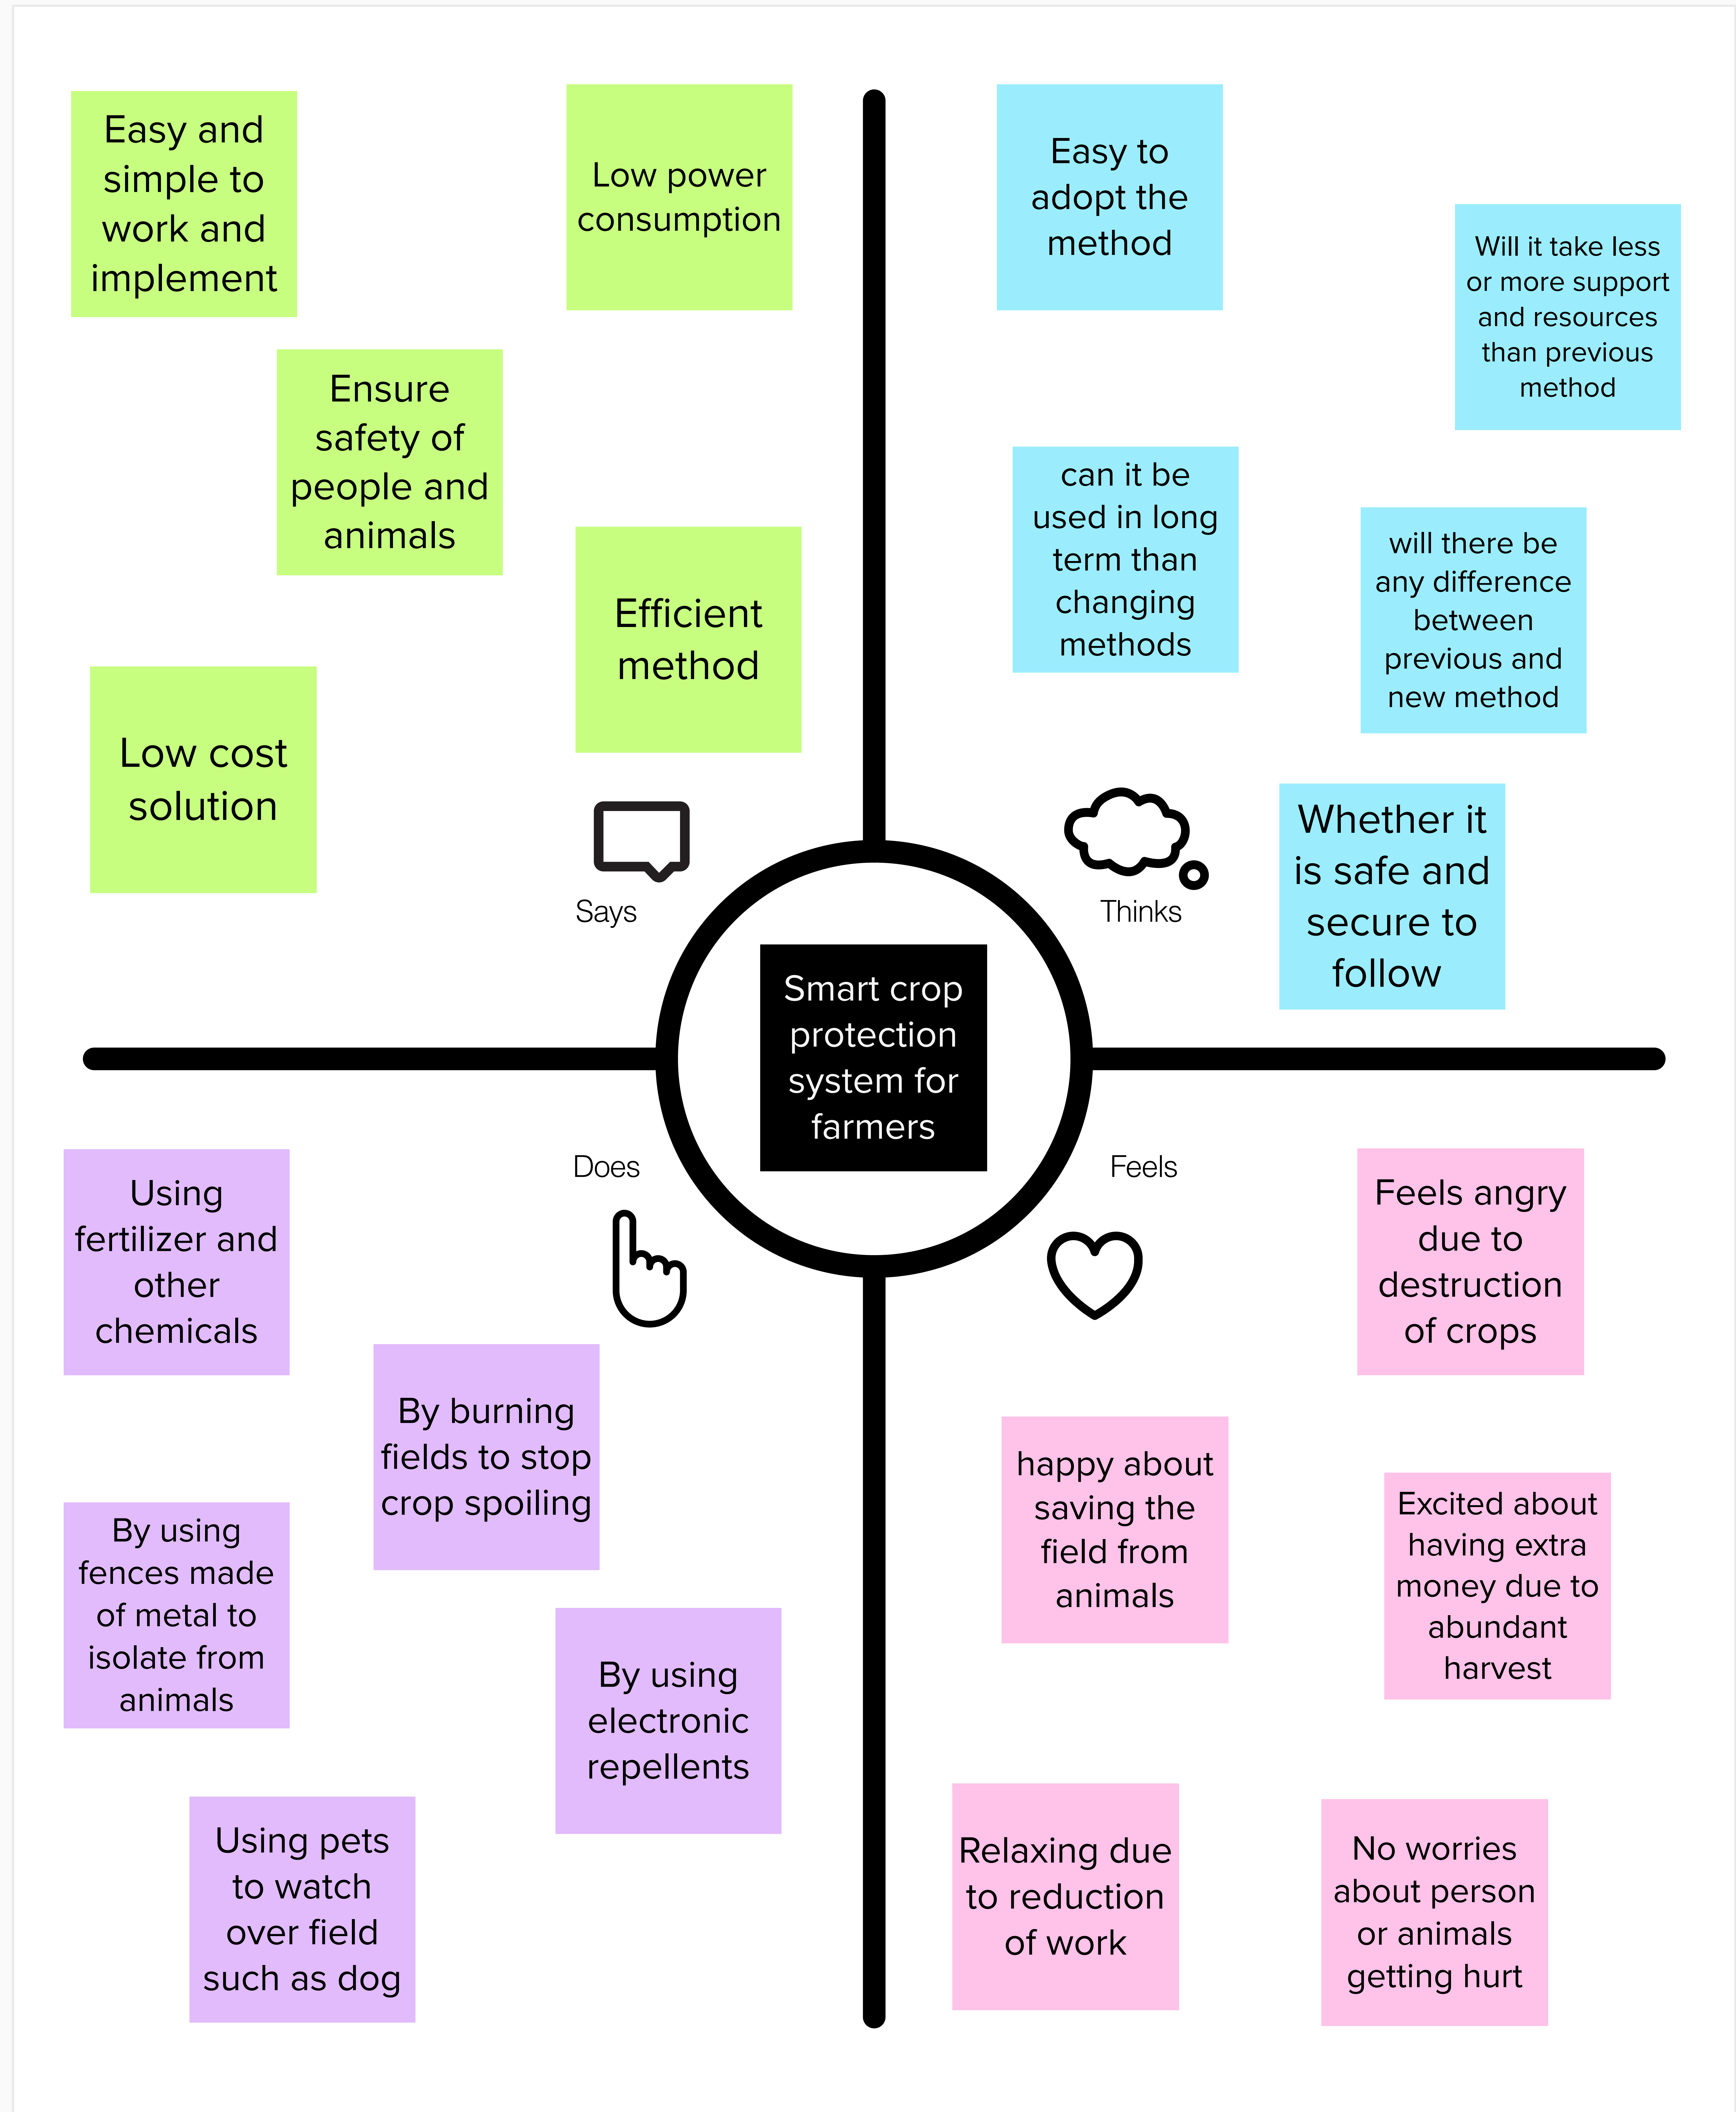 Easy and
simple to
work and
implement
Low power
consumption
Ensure
safety of
people and
animals
Efficient
method
Low cost
solution
Says
Easy to
adopt the
method
Will it take less
or more support
and resources
than previous
method
can it be
used in long
term than
changing
methods
will there be
any difference
between
previous and
new method
Whether it
is safe and
secure to
follow
Thinks
Smart crop
protection
system for
farmers
Does
Using
fertilizer and
other
chemicals
By burning
fields to stop
crop spoiling
By using
fences made
of metal to
isolate from
animals
By using
electronic
repellents
Using pets
to watch
over field
such as dog
Feels
Feels angry
due to
destruction
of crops
happy about
saving the
field from
animals
Excited about
having extra
money due to
abundant
harvest
Relaxing due
to reduction
of work
No worries
about person
or animals
getting hurt